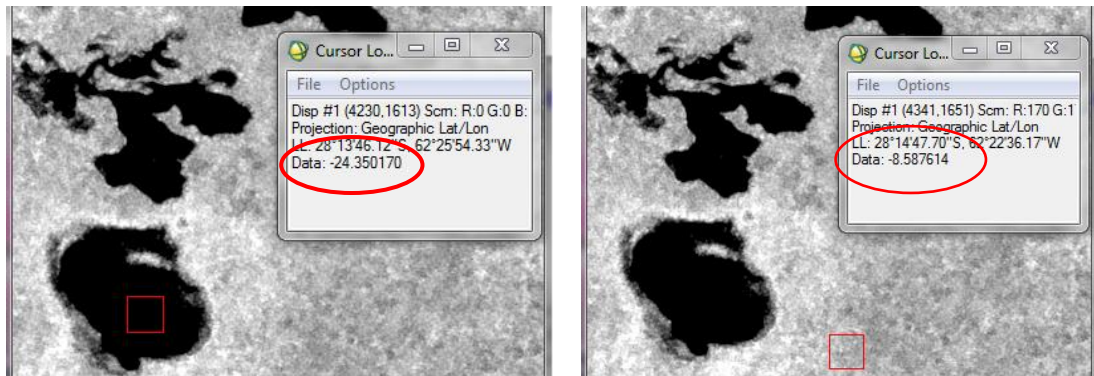 Cursor Lo...
File Options
Disp #1 (4230,1613) Scrn: R:0 G:0 B:
Projection: Geographic Lat/Lon
LL: 28°13'46.12"S, 62°25'54.33"W
Data: -24.350170
Cursor Lo...
File Options
Disp #1 (4341,1651) Scrn: R:170 G:1
Projection: Geographic Lat/Lon
LL: 28°14'47.70"S, 62°22'36.17"W
Data: -8.587614